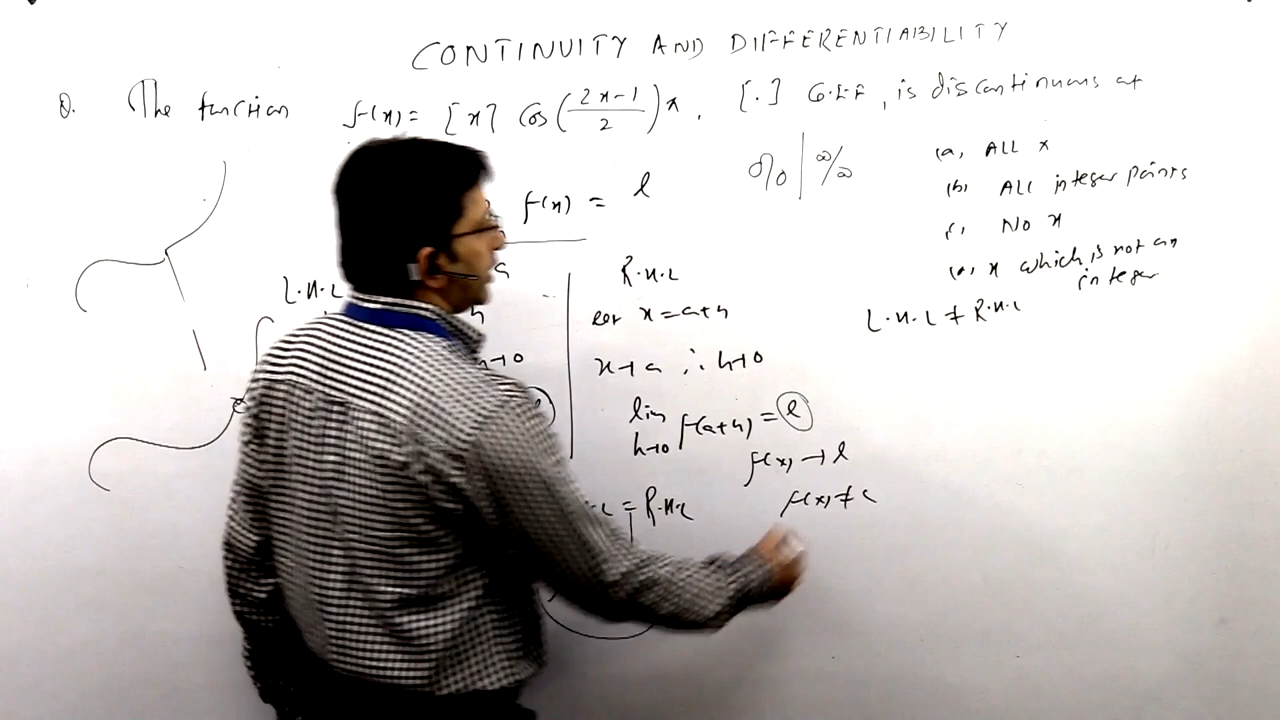 CONTINUITY AND DIFFERENTIABILITY
Q. The function f(x) = [x] Cos(2x-1/2)π, [.] G.I.F, is discontinuous at
(a) ALL x
(b) ALL integer points
(c) No x
(d) x which is not an integer
0/0 | ∞/∞
f(x) = l
L.H.L
R.H.L
let x = a+h
x→a ∴ h→0
lim h→0 f(a+h) = l
f(x) → l
f(x) ≠ l
= R.H.L
L.H.L ≠ R.H.L